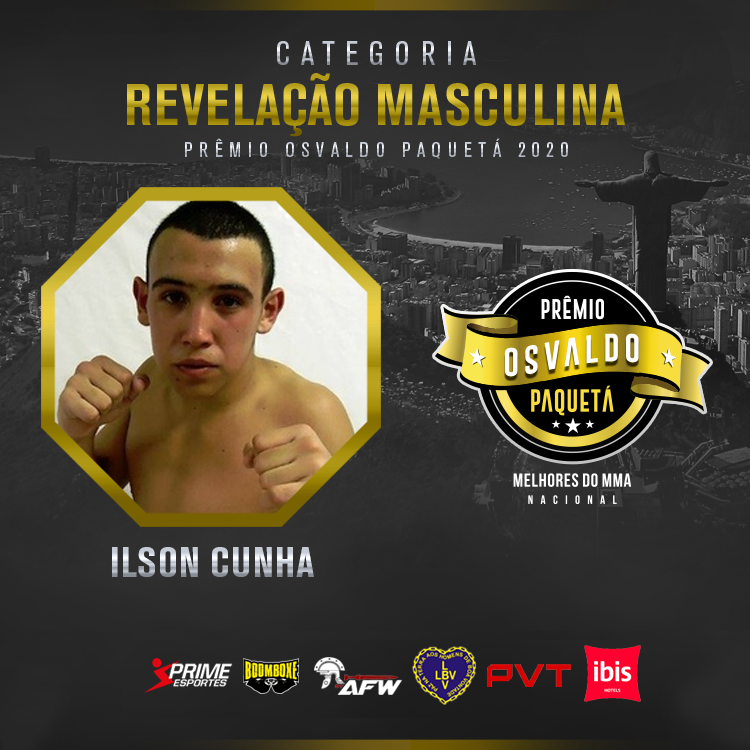 CATEGORIA
REVELAÇÃO MASCULINA
PRÊMIO OSVALDO PAQUETÁ 2020
PRÊMIO
OSVALDO
PAQUETÁ
MELHORES DO MMA
NACIONAL
ILSON CUNHA
PRIME
ESPORTES
BOOMBOXE
AFW
L
LBV
V
PVT
ibis
HOTELS